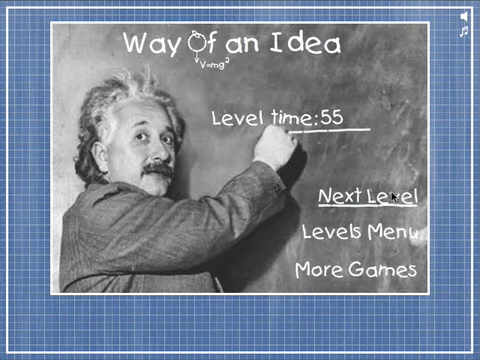 Way Of an Idea
V=mg²
Level time:55
Next Level
Levels Menu
More Games